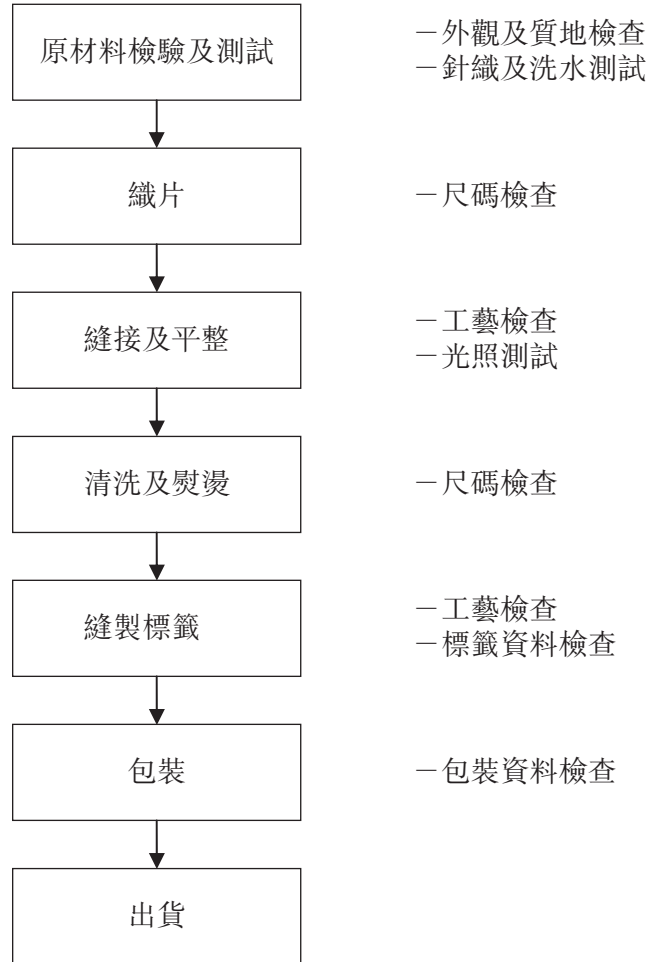 原材料檢驗及測試
－外觀及質地檢查
－針織及洗水測試
織片
－尺碼檢查
縫接及平整
－工藝檢查
－光照測試
清洗及熨燙
－尺碼檢查
縫製標籤
－工藝檢查
－標籤資料檢查
包裝
－包裝資料檢查
出貨